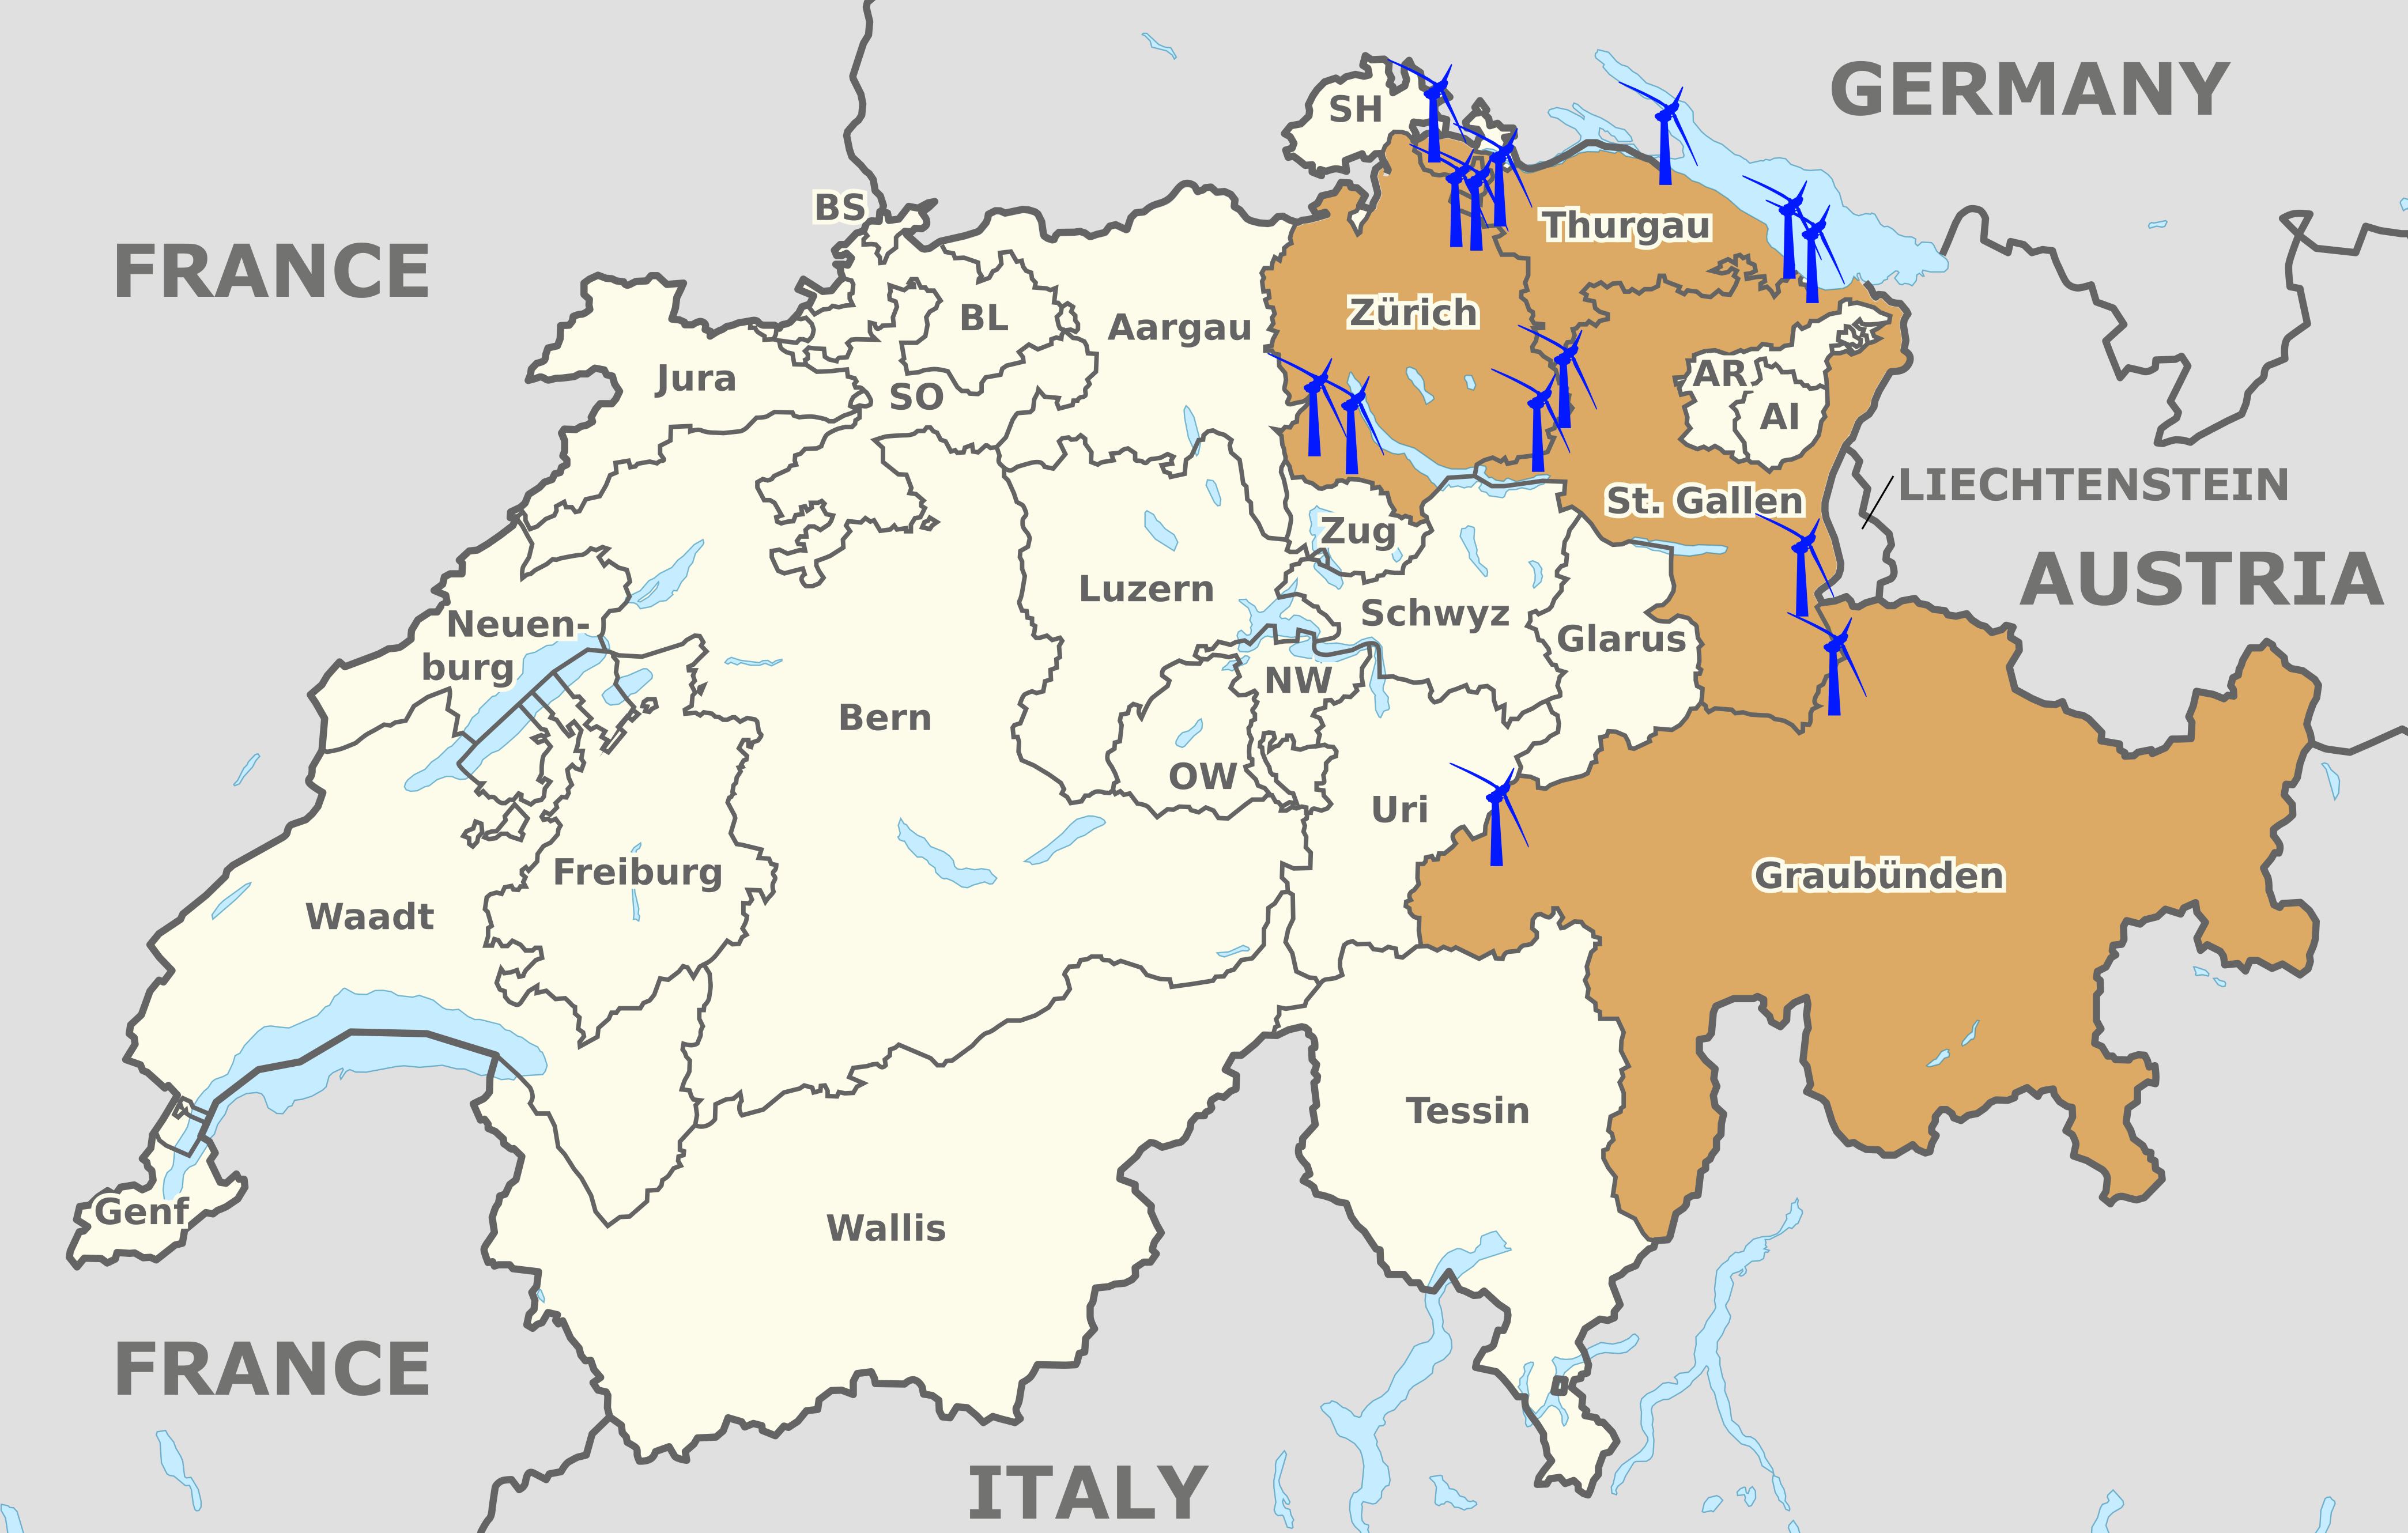 GERMANY
SH
BS
Thurgau
FRANCE
Zürich
BL
Aargau
Jura
AR
SO
AI
LIECHTENSTEIN
St. Gallen
Zug
AUSTRIA
Luzern
Schwyz
Neuen-
burg
Glarus
NW
Bern
OW
Uri
Freiburg
Graubünden
Waadt
Tessin
Genf
Wallis
FRANCE
ITALY